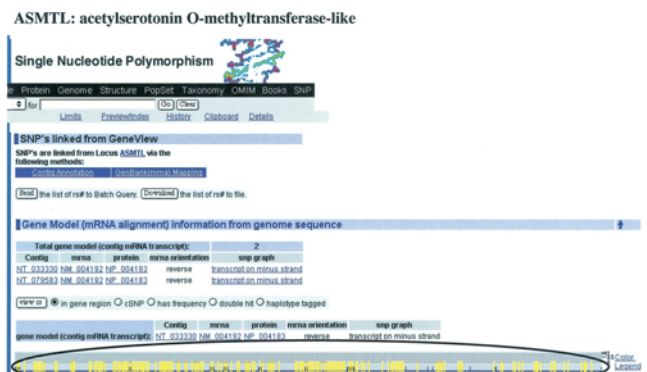 ASMTL: acetylserotonin O-methyltransferase-like
Single Nucleotide Polymorphism
Protein Genome Structure PopSet Taxonomy OMIM Books SNP
for Go Clear
Limits Preview/Index History Clipboard Details
SNP's linked from GeneView
SNP's are linked from Locus ASMTL via the
following methods:
Contig Annotation GenBank(mrna) Mapping
Send the list of rs# to Batch Query. Download the list of rs# to file.
Gene Model (mRNA alignment) information from genome sequence
Total gene model (contig mRNA transcript): 2
Contig mrna protein mrna orientation snp graph
NT_033330 NM_004192 NP_004183 reverse transcript on minus strand
NT_079583 NM_004192 NP_004183 reverse transcript on minus strand
view rs in gene region cSNP has frequency double hit haplotype tagged
Contig mrna protein mrna orientation snp graph
gene model (contig mRNA transcript): NT_033330 NM_004192 NP_004183 reverse transcript on minus strand
Color
Legend